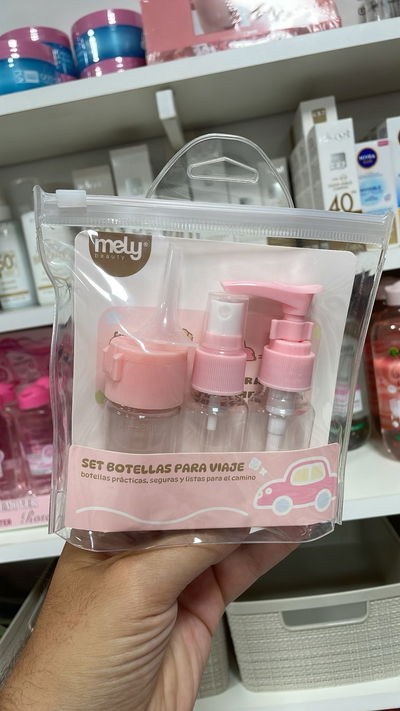 mely®
beauty
SET BOTELLAS PARA VIAJE
botellas prácticas, seguras y listas para el camino
NIVEA
40